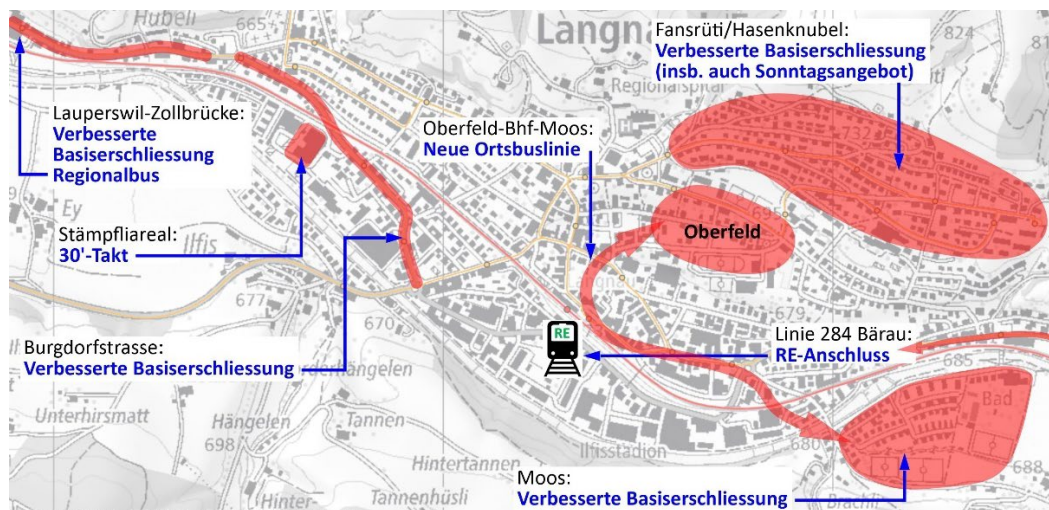 Hubeli
665
Langn
824
Fansrüti/Hasenknubel:
Verbesserte Basiserschliessung
(insb. auch Sonntagsangebot)
Regionalspital
Lauperswil-Zollbrücke:
Verbesserte
Basiserschliessung
Regionalbus
Oberfeld-Bhf-Moos:
Neue Ortsbuslinie
Ey
Ilfis
Stämpfliareal:
30'-Takt
695
Oberfeld
677
670
679
Burgdorfstrasse:
Verbesserte Basiserschliessung
RE
Linie 284 Bärau:
RE-Anschluss
685
Unterhirsmatt
Hängelen
698
Tannen
Hintertannen
Ilfisstadion
680
Bad
688
Hinter-
Tannenhüsli
Moos:
Verbesserte Basiserschliessung
Brachli